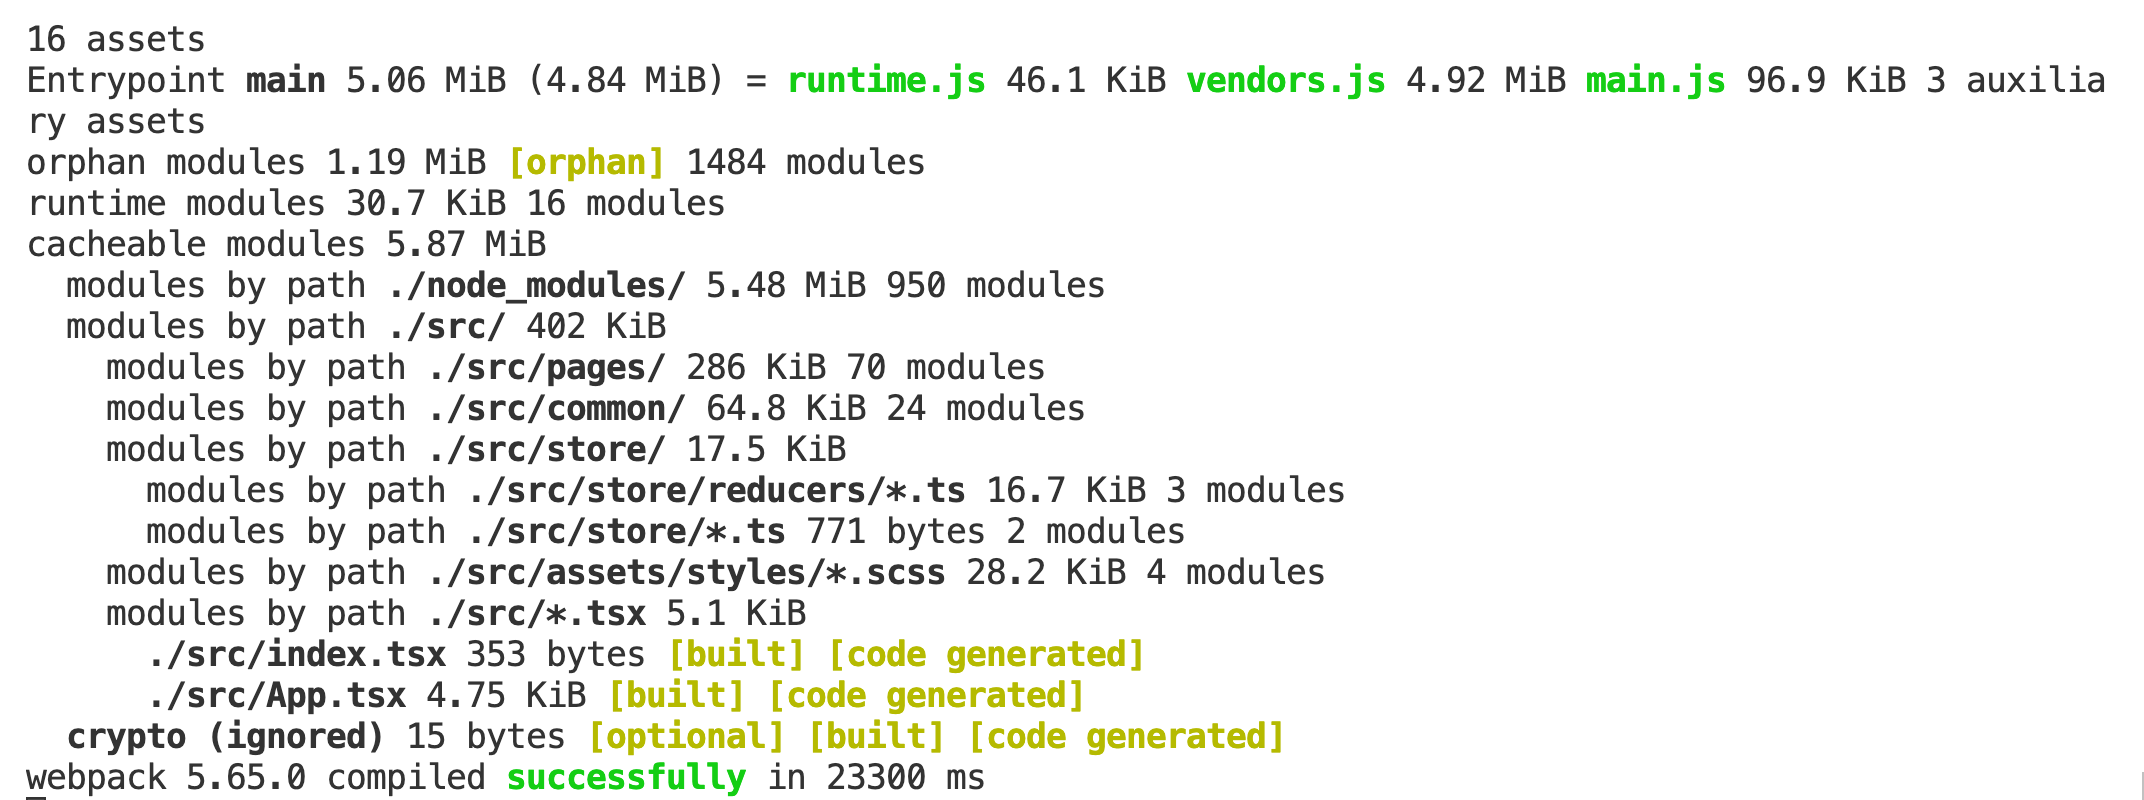 16 assets
Entrypoint main 5.06 MiB (4.84 MiB) = runtime.js 46.1 KiB vendors.js 4.92 MiB main.js 96.9 KiB 3 auxilia
ry assets
orphan modules 1.19 MiB [orphan] 1484 modules
runtime modules 30.7 KiB 16 modules
cacheable modules 5.87 MiB
  modules by path ./node_modules/ 5.48 MiB 950 modules
  modules by path ./src/ 402 KiB
    modules by path ./src/pages/ 286 KiB 70 modules
    modules by path ./src/common/ 64.8 KiB 24 modules
    modules by path ./src/store/ 17.5 KiB
      modules by path ./src/store/reducers/*.ts 16.7 KiB 3 modules
      modules by path ./src/store/*.ts 771 bytes 2 modules
    modules by path ./src/assets/styles/*.scss 28.2 KiB 4 modules
    modules by path ./src/*.tsx 5.1 KiB
      ./src/index.tsx 353 bytes [built] [code generated]
      ./src/App.tsx 4.75 KiB [built] [code generated]
  crypto (ignored) 15 bytes [optional] [built] [code generated]
webpack 5.65.0 compiled successfully in 23300 ms